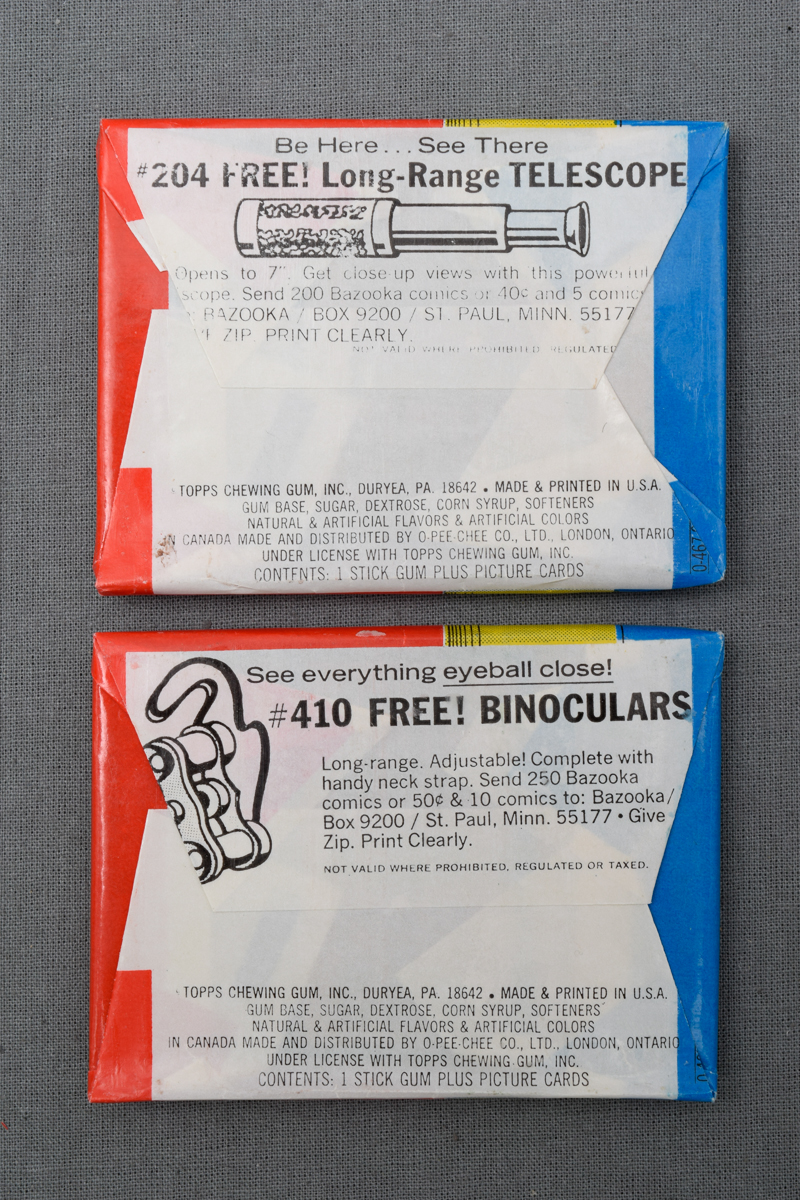 Be Here... See There
#204 FREE! Long-Range TELESCOPE
Opens to 7". Get close-up views with this powerful
scope. Send 200 Bazooka comics or 40¢ and 5 comics
: BAZOOKA / BOX 9200 / ST. PAUL, MINN. 55177
ZIP. PRINT CLEARLY.
NOT VALID WHERE PROHIBITED, REGULATED
TOPPS CHEWING GUM, INC., DURYEA, PA. 18642 • MADE & PRINTED IN U.S.A.
GUM BASE, SUGAR, DEXTROSE, CORN SYRUP, SOFTENERS
NATURAL & ARTIFICIAL FLAVORS & ARTIFICIAL COLORS
IN CANADA MADE AND DISTRIBUTED BY O-PEE-CHEE CO., LTD., LONDON, ONTARIO
UNDER LICENSE WITH TOPPS CHEWING GUM, INC.
CONTENTS: 1 STICK GUM PLUS PICTURE CARDS
0-467
See everything eyeball close!
#410 FREE! BINOCULARS
Long-range. Adjustable! Complete with
handy neck strap. Send 250 Bazooka
comics or 50¢ & 10 comics to: Bazooka/
Box 9200 / St. Paul, Minn. 55177 • Give
Zip. Print Clearly.
NOT VALID WHERE PROHIBITED, REGULATED OR TAXED.
TOPPS CHEWING GUM, INC., DURYEA, PA. 18642 • MADE & PRINTED IN U.S.A.
GUM BASE, SUGAR, DEXTROSE, CORN SYRUP, SOFTENERS
NATURAL & ARTIFICIAL FLAVORS & ARTIFICIAL COLORS
IN CANADA MADE AND DISTRIBUTED BY O-PEE-CHEE CO., LTD., LONDON, ONTARIO
UNDER LICENSE WITH TOPPS CHEWING GUM, INC.
CONTENTS: 1 STICK GUM PLUS PICTURE CARDS